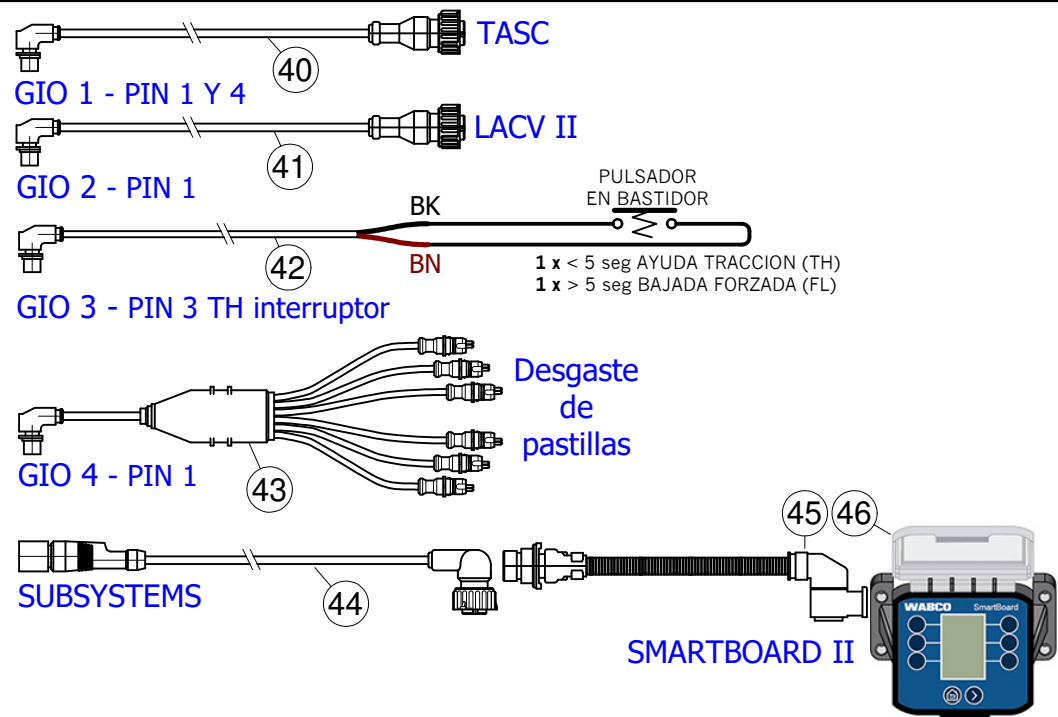 TASC
40
GIO 1 - PIN 1 Y 4
LACV II
41
GIO 2 - PIN 1
PULSADOR
EN BASTIDOR
BK
42
BN
1 x < 5 seg AYUDA TRACCION (TH)
1 x > 5 seg BAJADA FORZADA (FL)
GIO 3 - PIN 3 TH interruptor
Desgaste
de
pastillas
GIO 4 - PIN 1
43
45 46
SUBSYSTEMS
44
WABCO SmartBoard
SMARTBOARD II